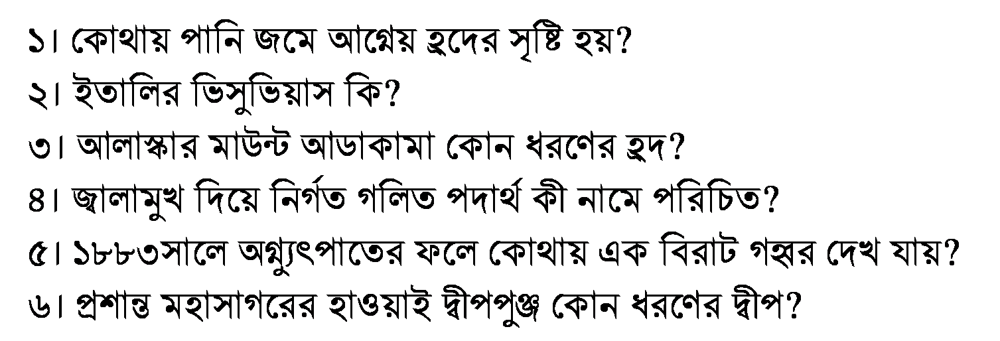 ১। কোথায় পানি জমে আগ্নেয় হ্রদের সৃষ্টি হয়?
২। ইতালির ভিসুভিয়াস কি?
৩। আলাস্কার মাউন্ট আডাকামা কোন ধরণের হ্রদ?
৪। জ্বালামুখ দিয়ে নির্গত গলিত পদার্থ কী নামে পরিচিত?
৫। ১৮৮৩সালে অগ্ন্যুৎপাতের ফলে কোথায় এক বিরাট গহ্বর দেখ যায়?
৬। প্রশান্ত মহাসাগরের হাওয়াই দ্বীপপুঞ্জ কোন ধরণের দ্বীপ?